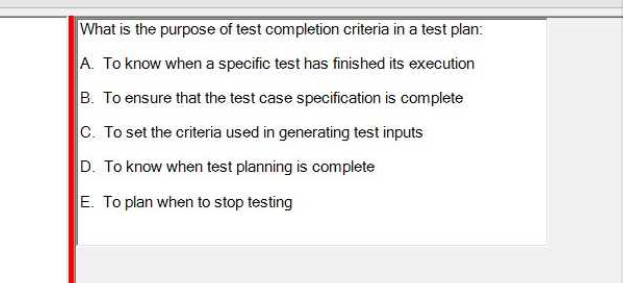 What is the purpose of test completion criteria in a test plan:
A. To know when a specific test has finished its execution
B. To ensure that the test case specification is complete
C. To set the criteria used in generating test inputs
D. To know when test planning is complete
E. To plan when to stop testing